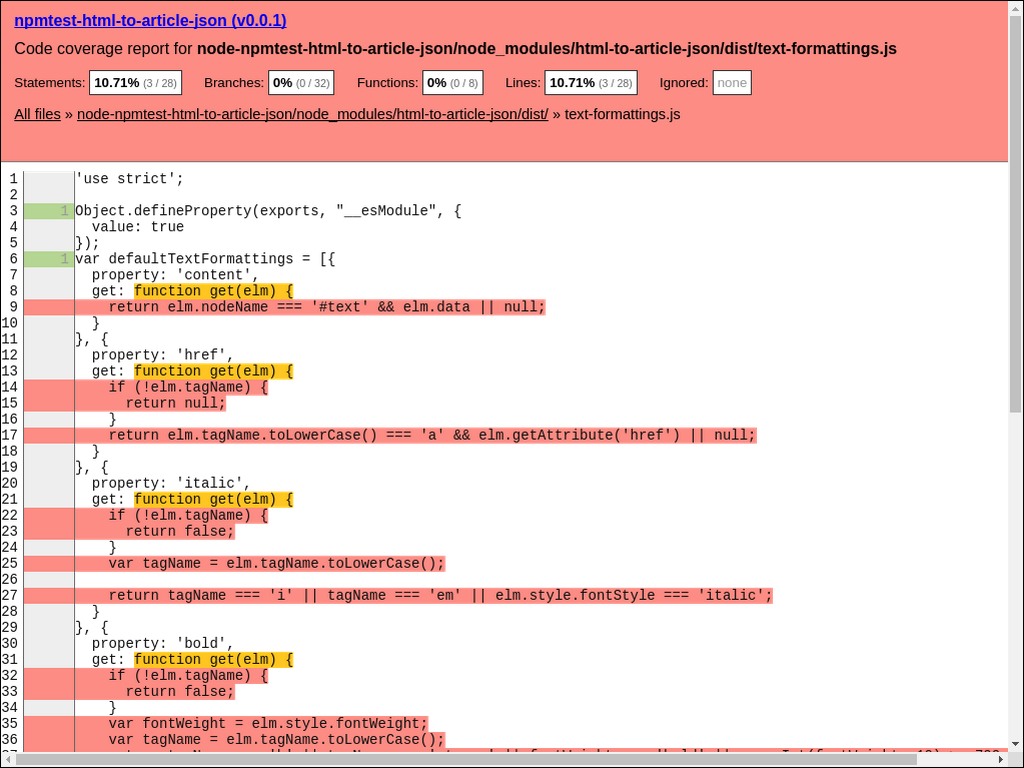 npmtest-html-to-article-json (v0.0.1)
Code coverage report for node-npmtest-html-to-article-json/node_modules/html-to-article-json/dist/text-formattings.js
Statements: 10.71% (3 / 28) Branches: 0% (0 / 32) Functions: 0% (0 / 8) Lines: 10.71% (3 / 28) Ignored: none
All files » node-npmtest-html-to-article-json/node_modules/html-to-article-json/dist/ » text-formattings.js
1 'use strict';
2
3 1 Object.defineProperty(exports, "__esModule", {
4 value: true
5 });
6 1 var defaultTextFormattings = [{
7 property: 'content',
8 get: function get(elm) {
9 return elm.nodeName === '#text' && elm.data || null;
10 }
11 }, {
12 property: 'href',
13 get: function get(elm) {
14 if (!elm.tagName) {
15 return null;
16 }
17 return elm.tagName.toLowerCase() === 'a' && elm.getAttribute('href') || null;
18 }
19 }, {
20 property: 'italic',
21 get: function get(elm) {
22 if (!elm.tagName) {
23 return false;
24 }
25 var tagName = elm.tagName.toLowerCase();
26
27 return tagName === 'i' || tagName === 'em' || elm.style.fontStyle === 'italic';
28 }
29 }, {
30 property: 'bold',
31 get: function get(elm) {
32 if (!elm.tagName) {
33 return false;
34 }
35 var fontWeight = elm.style.fontWeight;
36 var tagName = elm.tagName.toLowerCase();